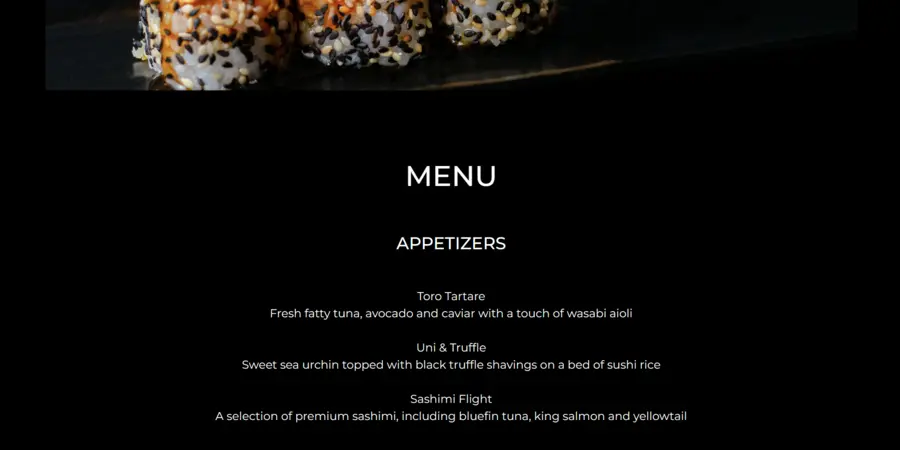 MENU
APPETIZERS
Toro Tartare
Fresh fatty tuna, avocado and caviar with a touch of wasabi aioli
Uni & Truffle
Sweet sea urchin topped with black truffle shavings on a bed of sushi rice
Sashimi Flight
A selection of premium sashimi, including bluefin tuna, king salmon and yellowtail